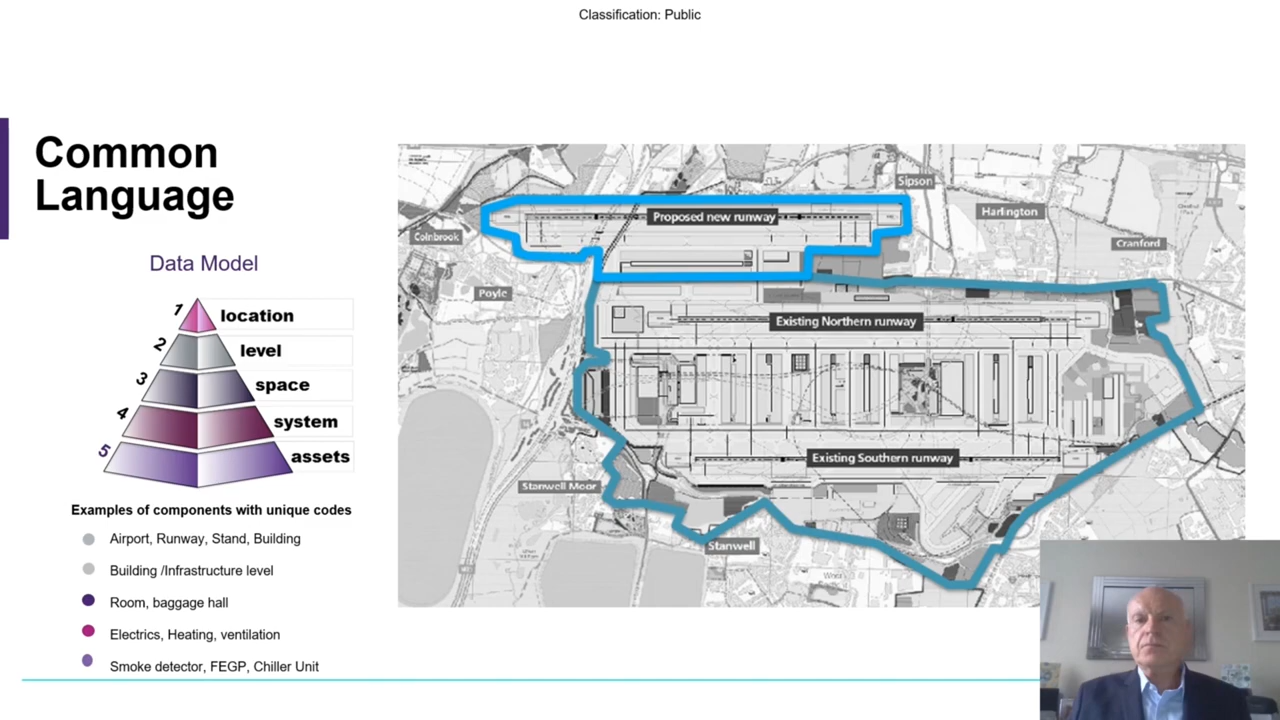 Classification: Public
Common
Language
Data Model
1
location
2
level
3
space
4
system
5
assets
Examples of components with unique codes
Airport, Runway, Stand, Building
Building /Infrastructure level
Room, baggage hall
Electrics, Heating, ventilation
Smoke detector, FEGP, Chiller Unit
Sipson
Proposed new runway
Harlington
Colnbrook
Cranford
Poyle
Existing Northern runway
Existing Southern runway
Stanwell Moor
Stanwell